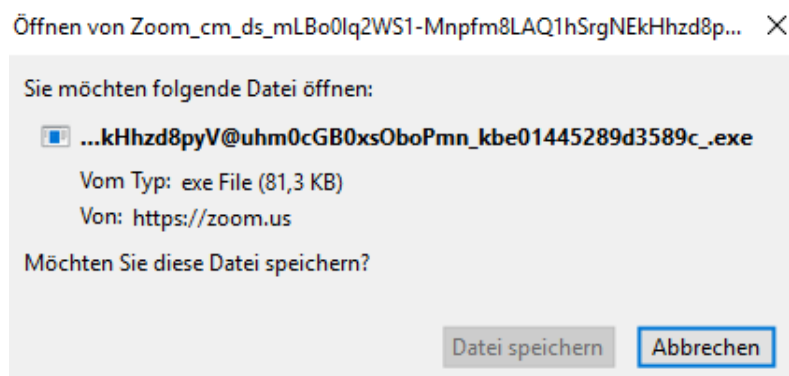 Öffnen von Zoom_cm_ds_mLBo0lq2WS1-Mnpfm8LAQ1hSrgNEkHhzd8p...
Sie möchten folgende Datei öffnen:
...kHhzd8pyV@uhm0cGB0xsOboPmn_kbe01445289d3589c_.exe
Vom Typ: exe File (81,3 KB)
Von: https://zoom.us
Möchten Sie diese Datei speichern?
Datei speichern Abbrechen